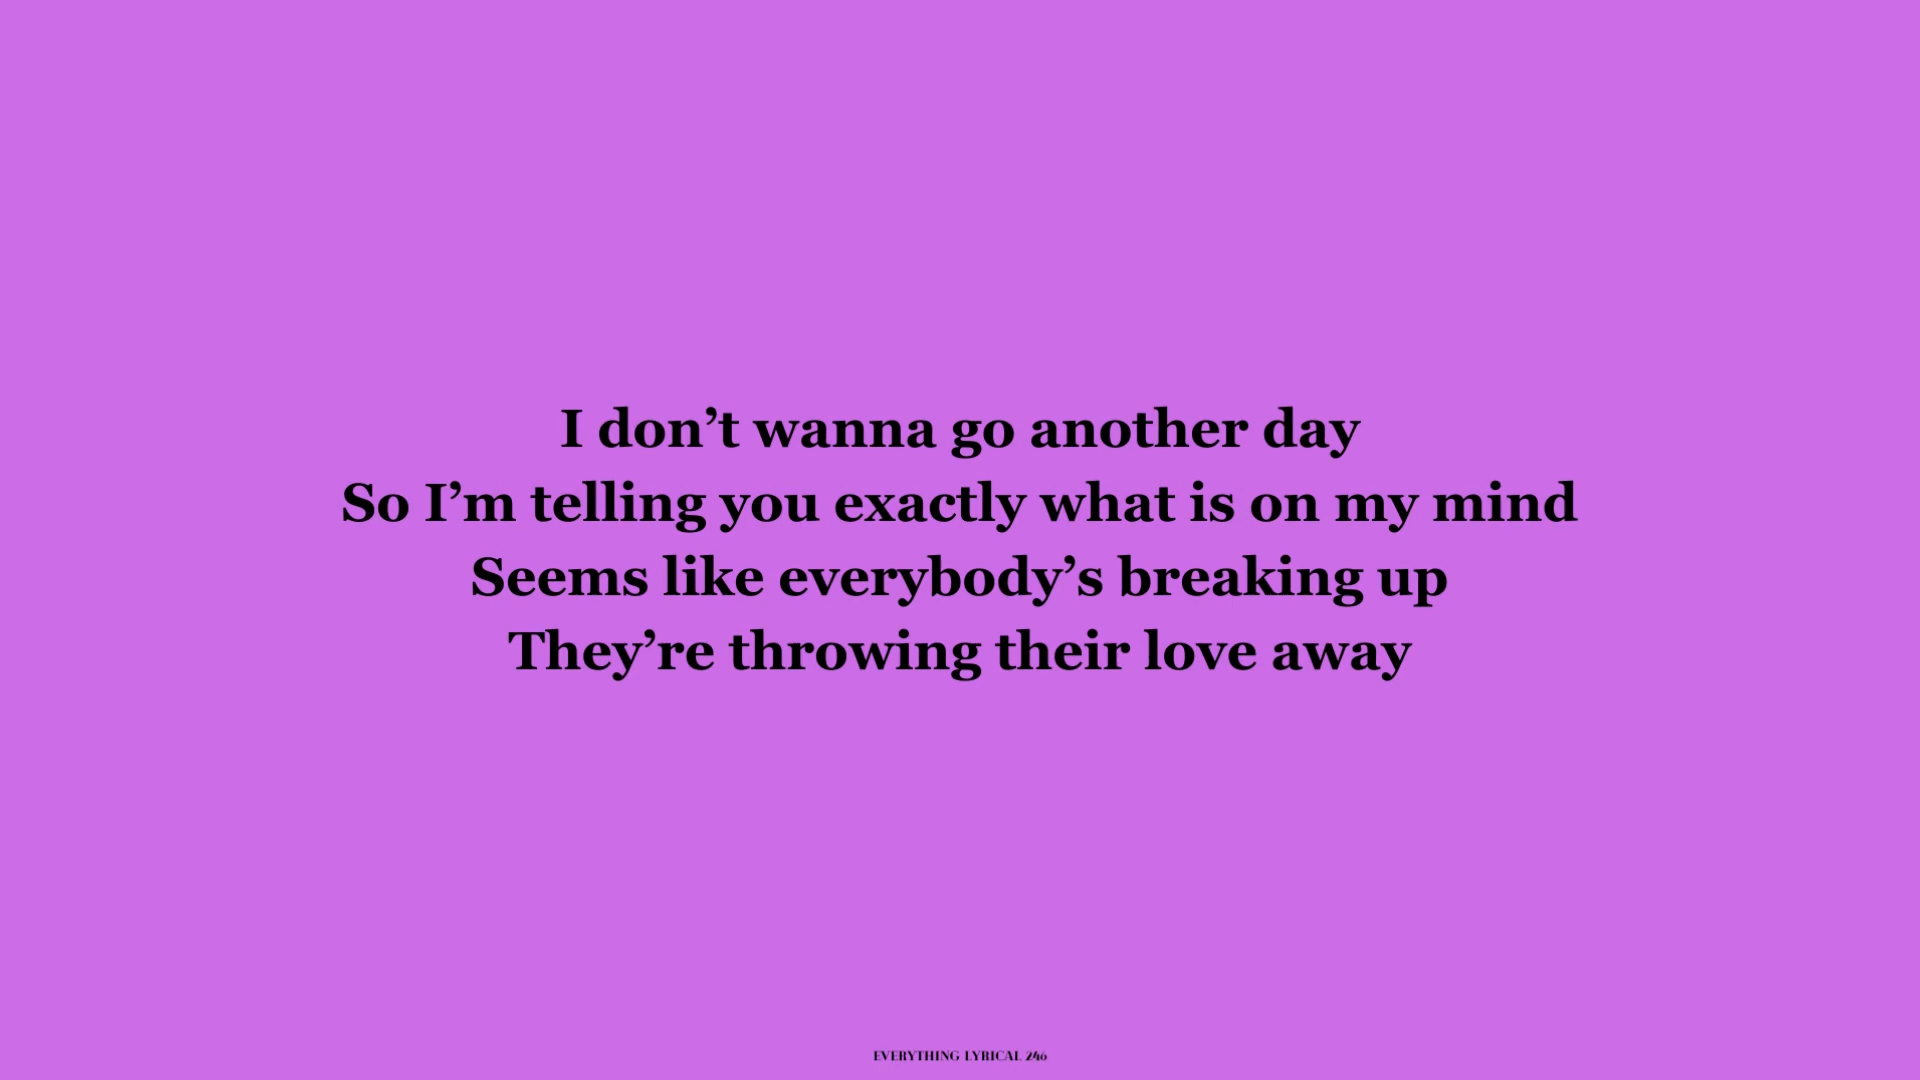 I don’t wanna go another day
So I’m telling you exactly what is on my mind
Seems like everybody’s breaking up
They’re throwing their love away
EVERYTHING LYRICAL 246